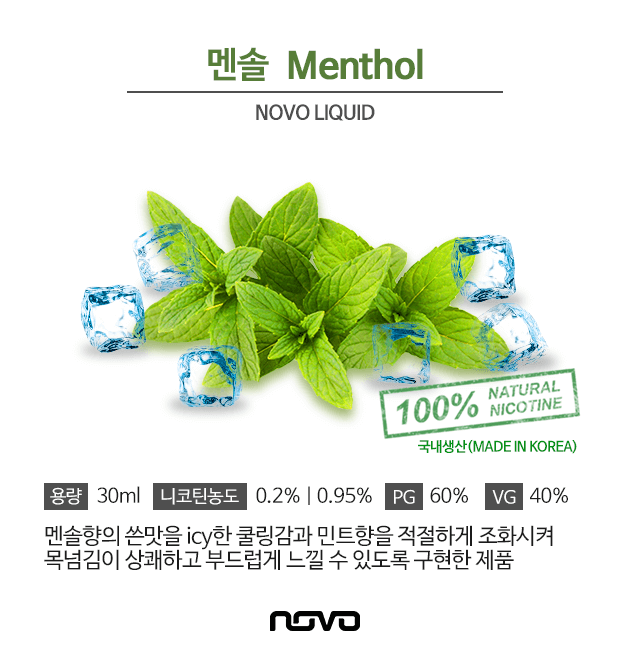 멘솔 Menthol
NOVO LIQUID
100% NATURAL NICOTINE
국내생산(MADE IN KOREA)
용량 30ml 니코틴농도 0.2% | 0.95% PG 60% VG 40%
멘솔향의 쓴맛을 icy한 쿨링감과 민트향을 적절하게 조화시켜
목넘김이 상쾌하고 부드럽게 느낄 수 있도록 구현한 제품
novo